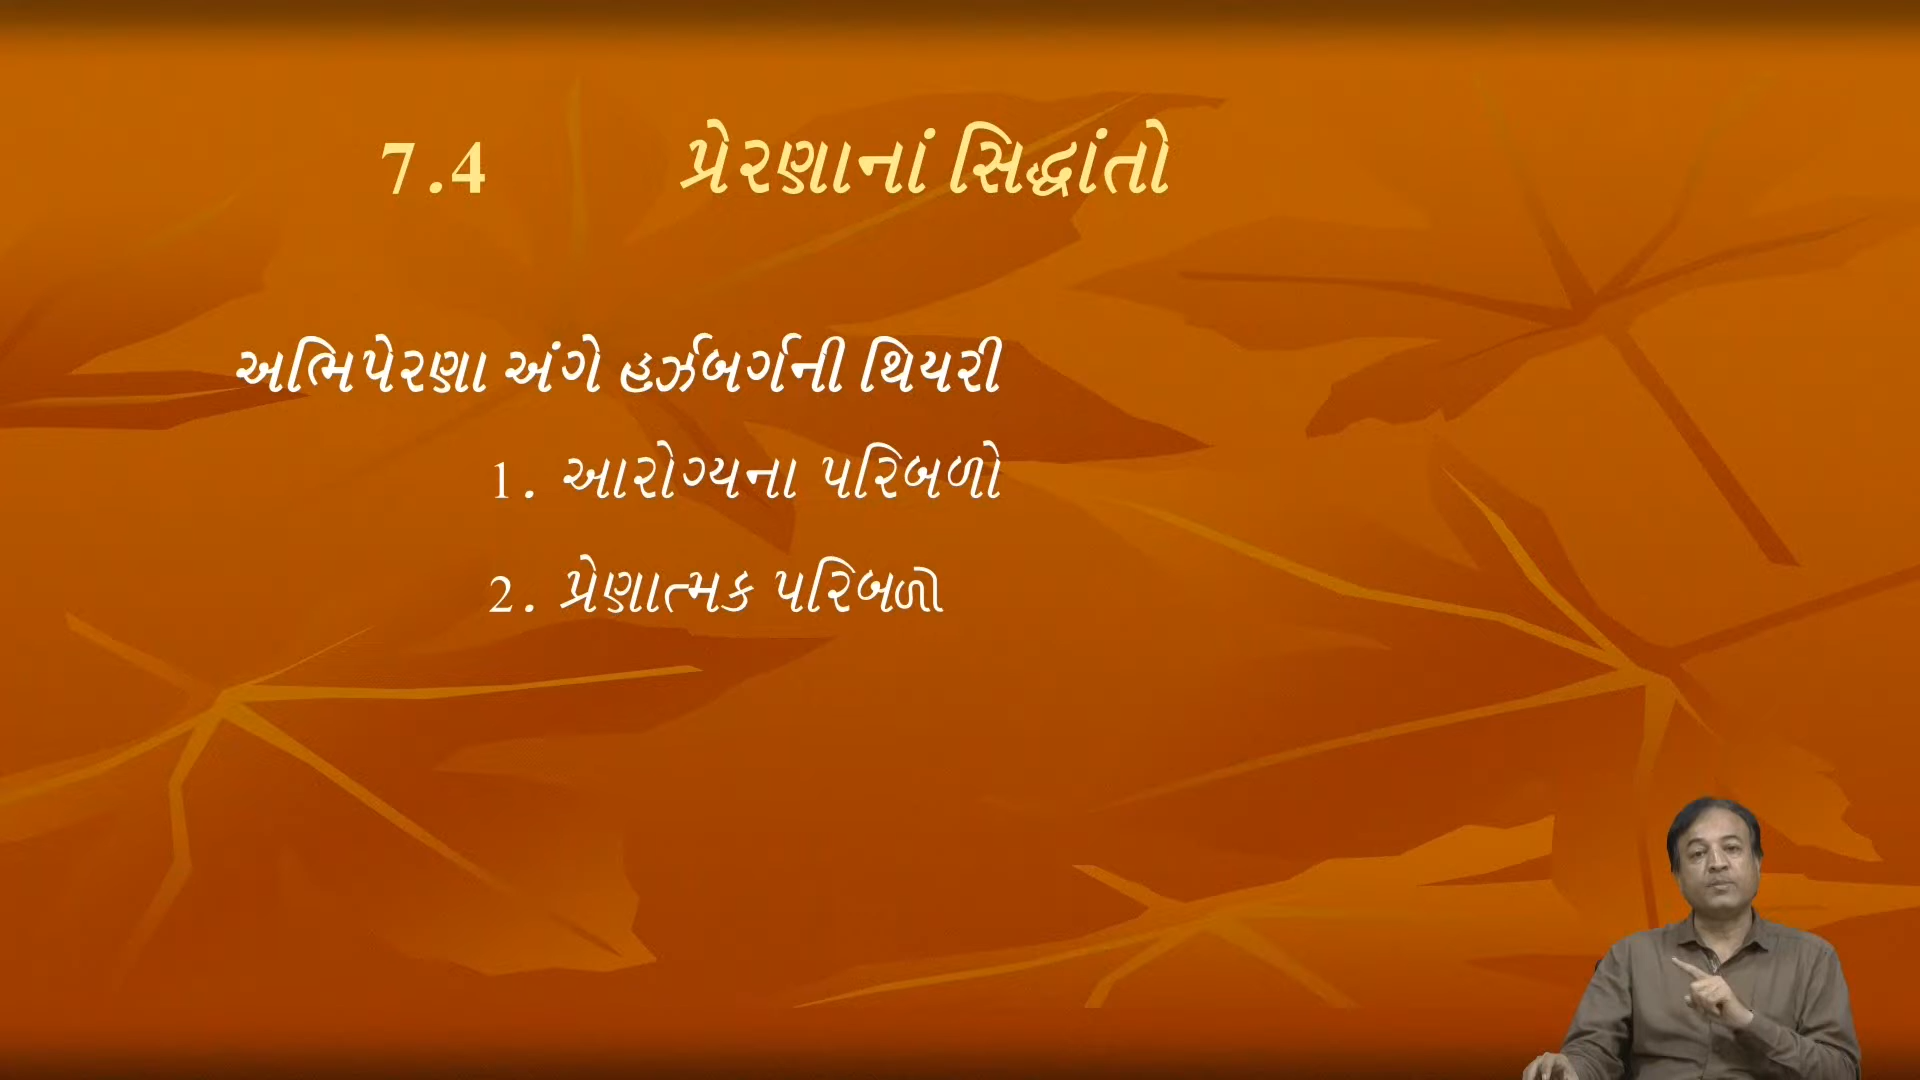 7.4 પ્રેરણાનાં સિદ્ધાંતો
અભિપેરણા અંગે હર્ઝબર્ગની થિયરી
1. આરોગ્યના પરિબળો
2. પ્રેણાત્મક પરિબળો